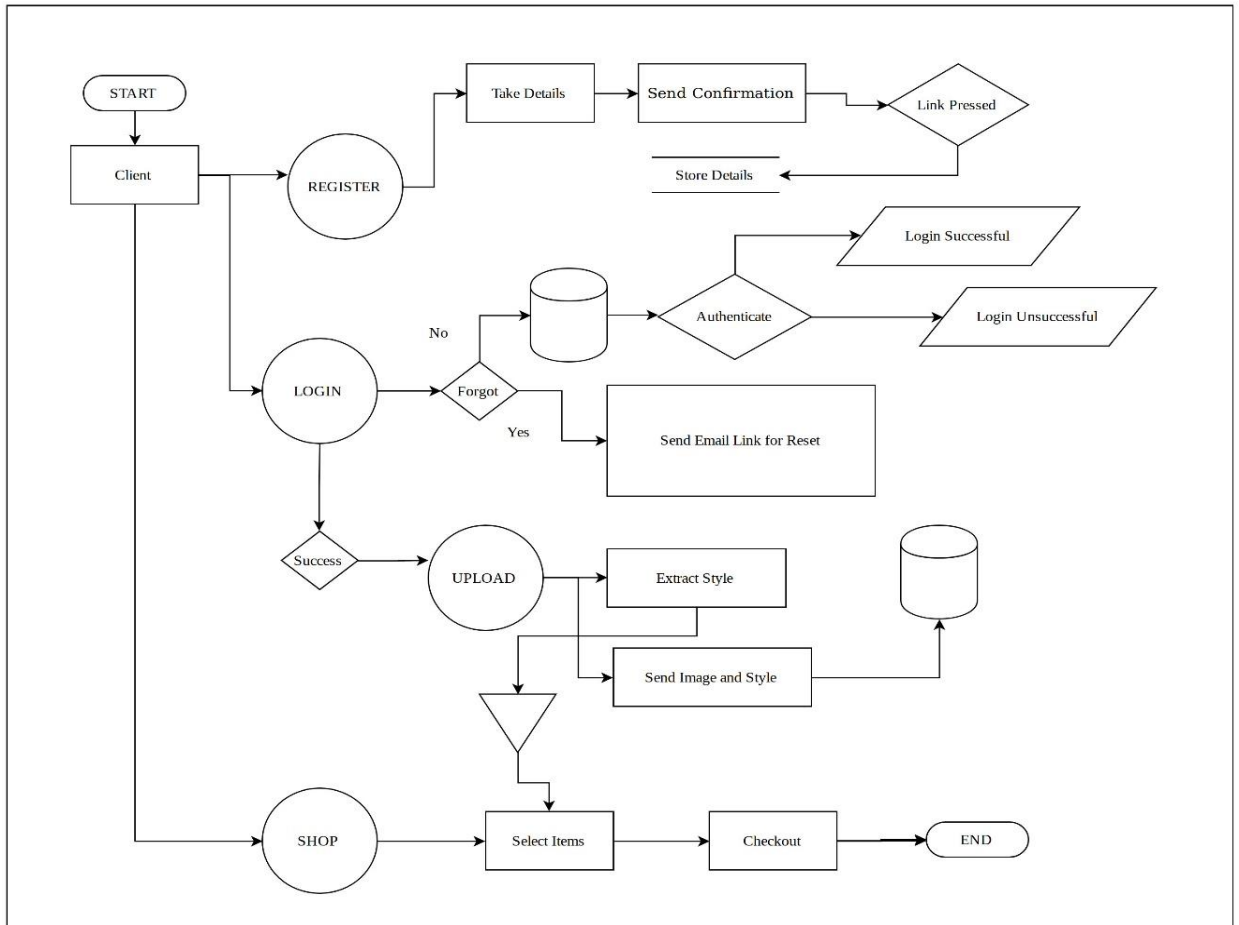 START
Take Details
Send Confirmation
Link Pressed
Client
REGISTER
Store Details
Login Successful
No
Authenticate
Login Unsuccessful
LOGIN
Forgot
Yes
Send Email Link for Reset
Success
UPLOAD
Extract Style
Send Image and Style
SHOP
Select Items
Checkout
END